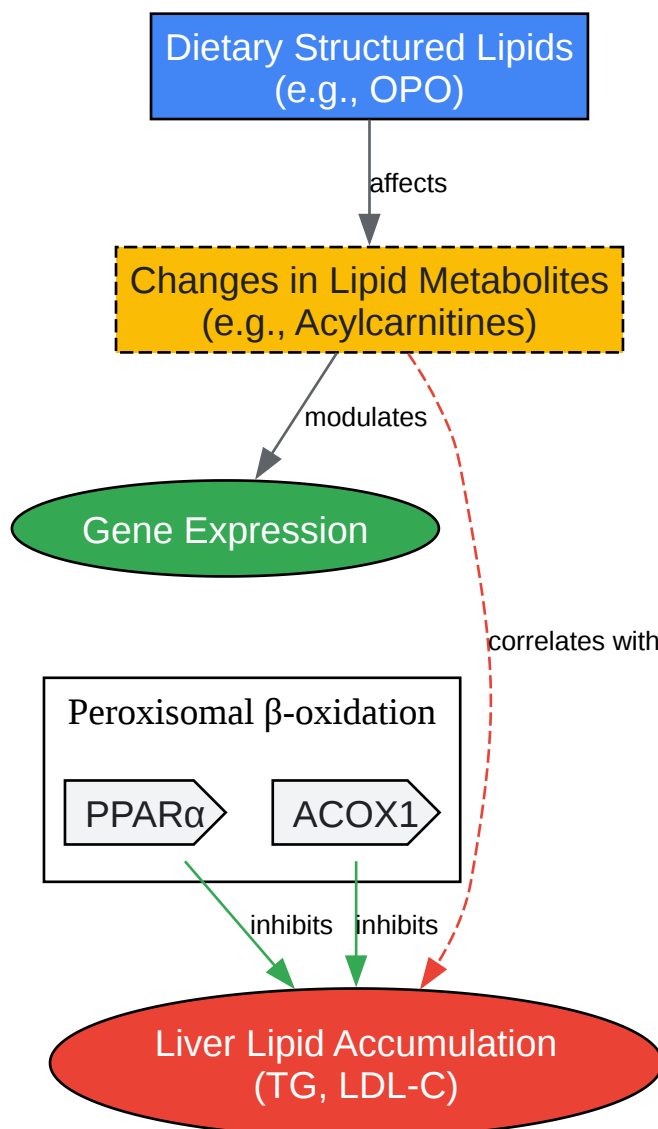 Dietary Structured Lipids
(e.g., OPO)
affects
Changes in Lipid Metabolites
(e.g., Acylcarnitines)
modulates
Gene Expression
correlates with
Peroxisomal β-oxidation
PPARα
ACOX1
inhibits
inhibits
Liver Lipid Accumulation
(TG, LDL-C)